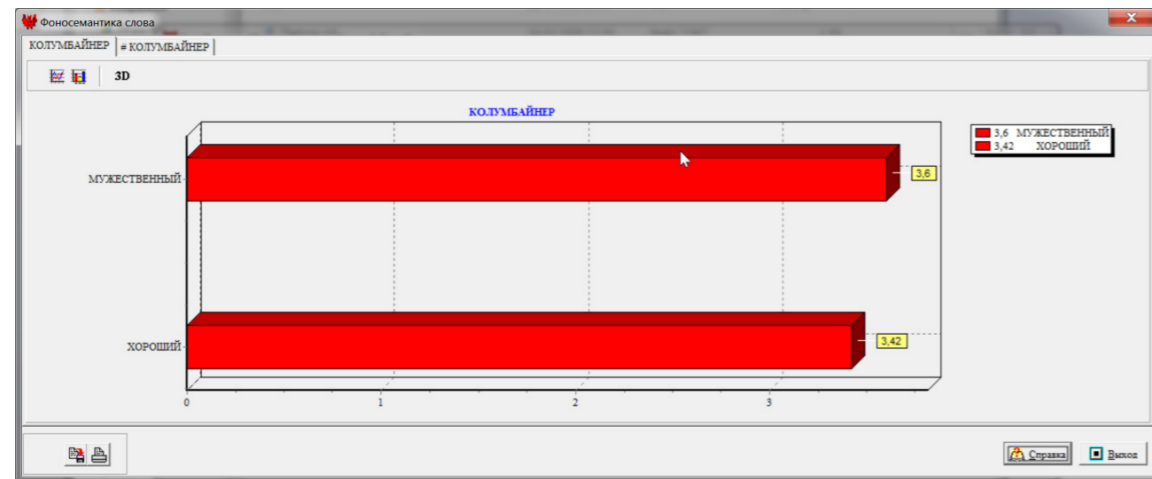 Фоносемантика слова
КОЛУМБАЙНЕР # КОЛУМБАЙНЕР
3D
КОЛУМБАЙНЕР
3,6 МУЖЕСТВЕННЫЙ
3,42 ХОРОШИЙ
МУЖЕСТВЕННЫЙ
3,6
ХОРОШИЙ
3,42
0 1 2 3
Справка Выход